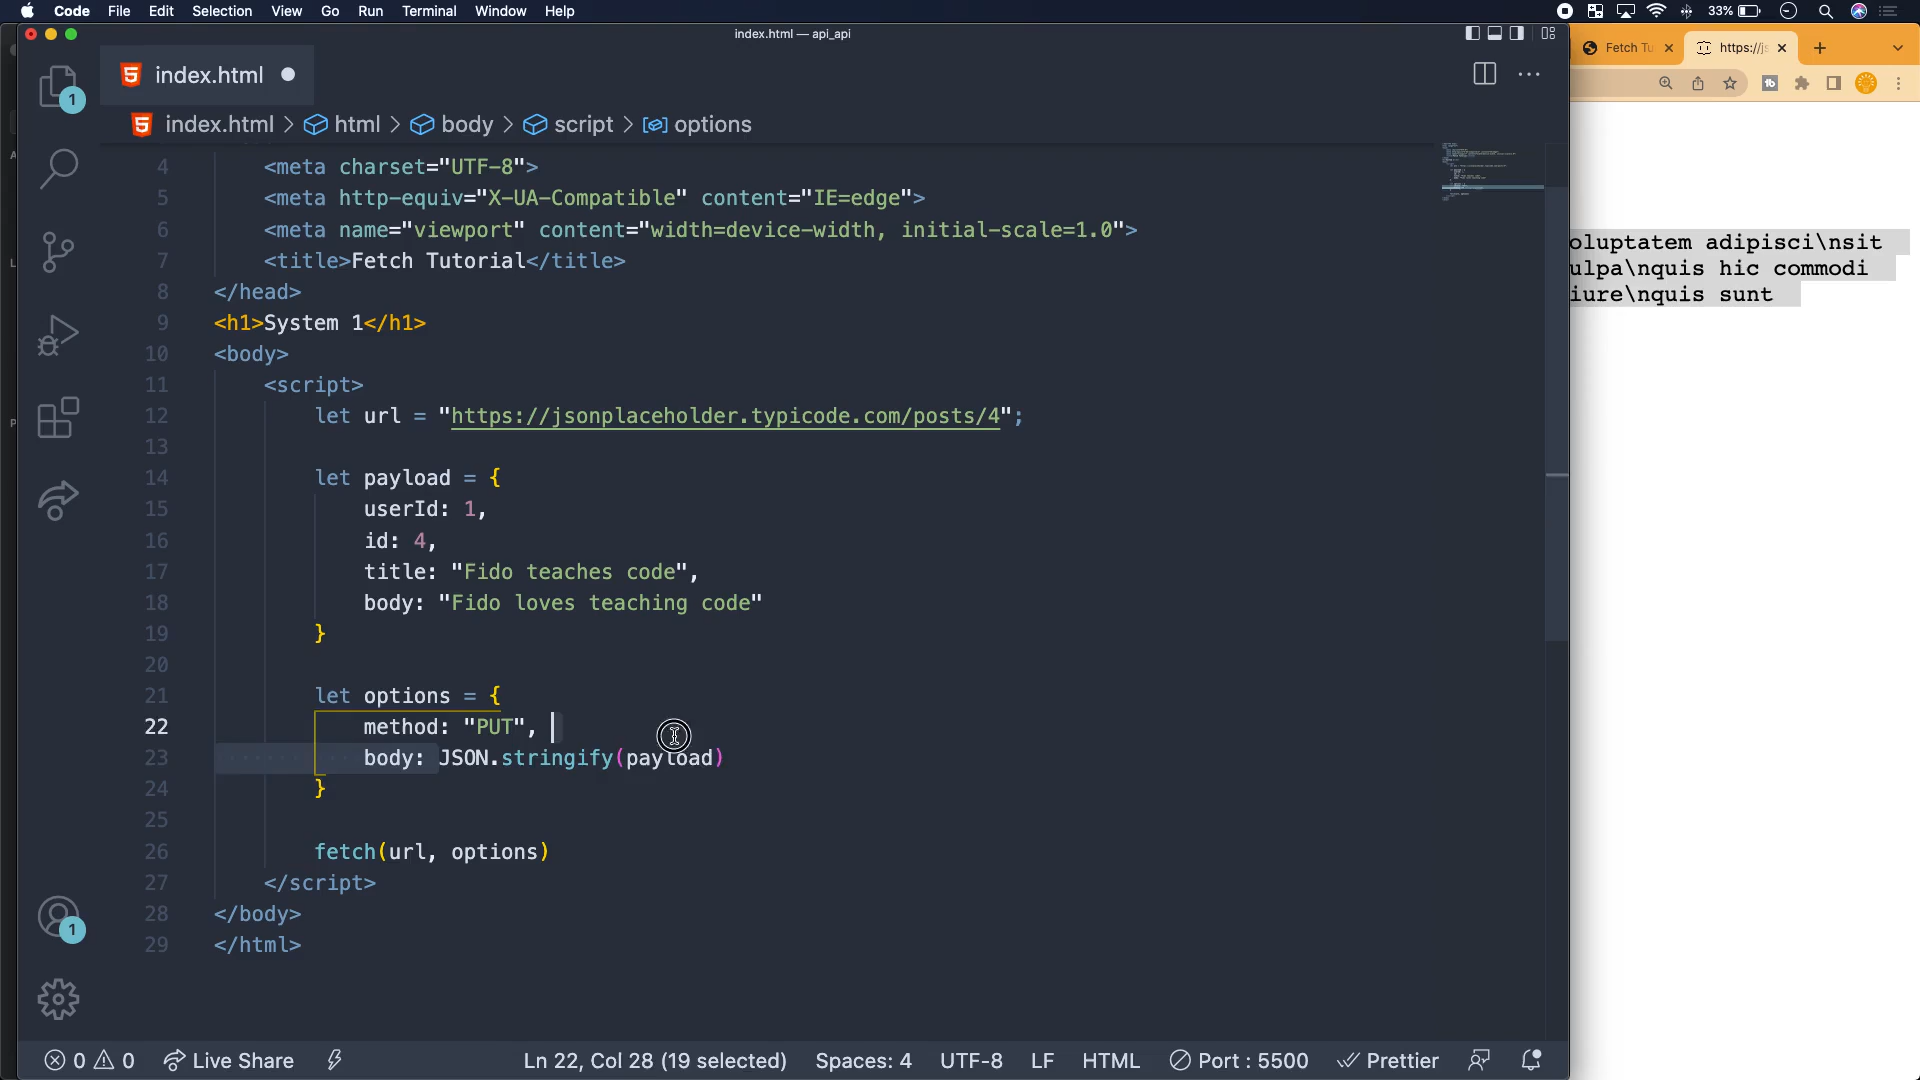 Code File Edit Selection View Go Run Terminal Window Help
33%
index.html — api_api
index.html
index.html > html > body > script > options
4 <meta charset="UTF-8">
5 <meta http-equiv="X-UA-Compatible" content="IE=edge">
6 <meta name="viewport" content="width=device-width, initial-scale=1.0">
7 <title>Fetch Tutorial</title>
8 </head>
9 <h1>System 1</h1>
10 <body>
11 <script>
12 let url = "https://jsonplaceholder.typicode.com/posts/4";
13
14 let payload = {
15 userId: 1,
16 id: 4,
17 title: "Fido teaches code",
18 body: "Fido loves teaching code"
19 }
20
21 let options = {
22 method: "PUT",
23 body: JSON.stringify(payload)
24 }
25
26 fetch(url, options)
27 </script>
28 </body>
29 </html>
1
1
0 0 Live Share Ln 22, Col 28 (19 selected) Spaces: 4 UTF-8 LF HTML Port : 5500 Prettier
Fetch Tu https://js
oluptatem adipisci\nsit
ulpa\nquis hic commodi
iure\nquis sunt